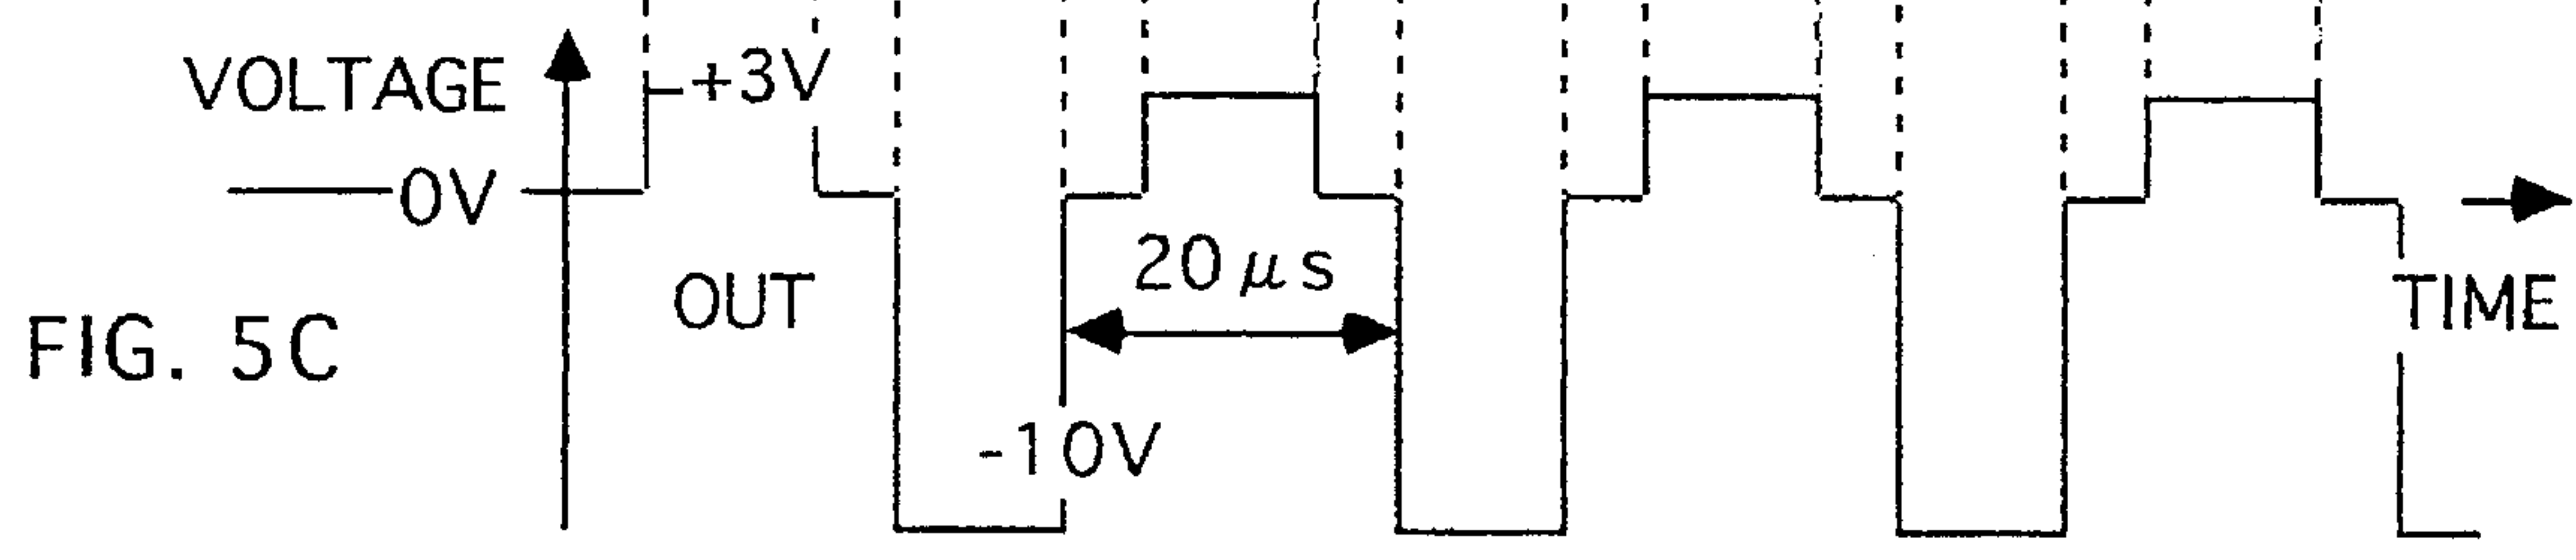 VOLTAGE
+3V
0V
20 μs
OUT
TIME
FIG. 5C
-10V